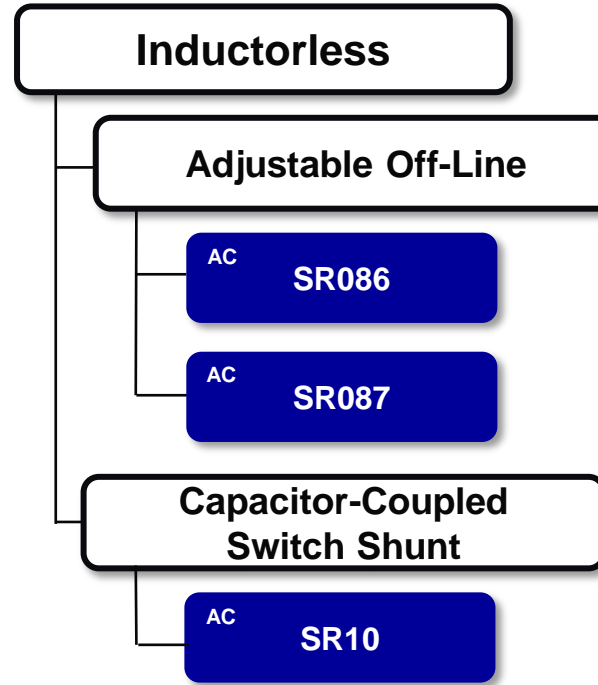 Inductorless
Adjustable Off-Line
AC
SR086
AC
SR087
Capacitor-Coupled
Switch Shunt
AC
SR10